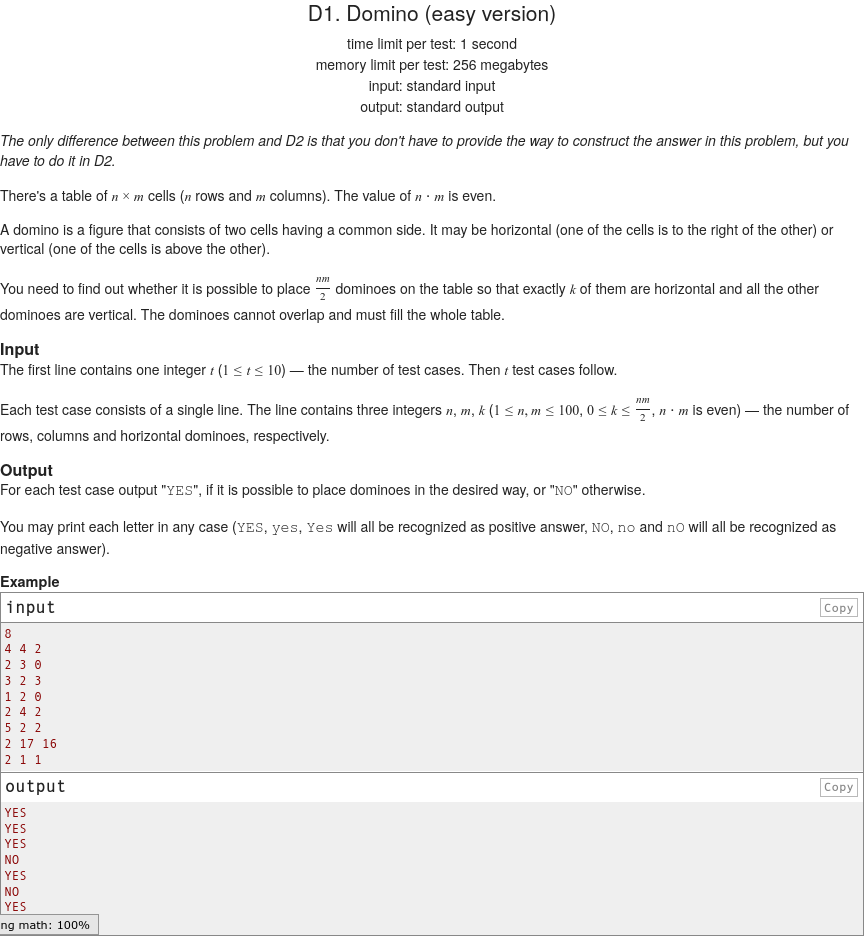 D1. Domino (easy version)
time limit per test: 1 second
memory limit per test: 256 megabytes
input: standard input
output: standard output
The only difference between this problem and D2 is that you don't have to provide the way to construct the answer in this problem, but you
have to do it in D2.
There's a table of n × m cells (n rows and m columns). The value of n · m is even.
A domino is a figure that consists of two cells having a common side. It may be horizontal (one of the cells is to the right of the other) or
vertical (one of the cells is above the other).
You need to find out whether it is possible to place nm/2 dominoes on the table so that exactly k of them are horizontal and all the other
dominoes are vertical. The dominoes cannot overlap and must fill the whole table.
Input
The first line contains one integer t (1 ≤ t ≤ 10) — the number of test cases. Then t test cases follow.
Each test case consists of a single line. The line contains three integers n, m, k (1 ≤ n, m ≤ 100, 0 ≤ k ≤ nm/2, n · m is even) — the number of
rows, columns and horizontal dominoes, respectively.
Output
For each test case output "YES", if it is possible to place dominoes in the desired way, or "NO" otherwise.
You may print each letter in any case (YES, yes, Yes will all be recognized as positive answer, NO, no and nO will all be recognized as
negative answer).
Example
input Copy
8
4 4 2
2 3 0
3 2 3
1 2 0
2 4 2
5 2 2
2 17 16
2 1 1
output Copy
YES
YES
YES
NO
YES
NO
YES
ng math: 100%